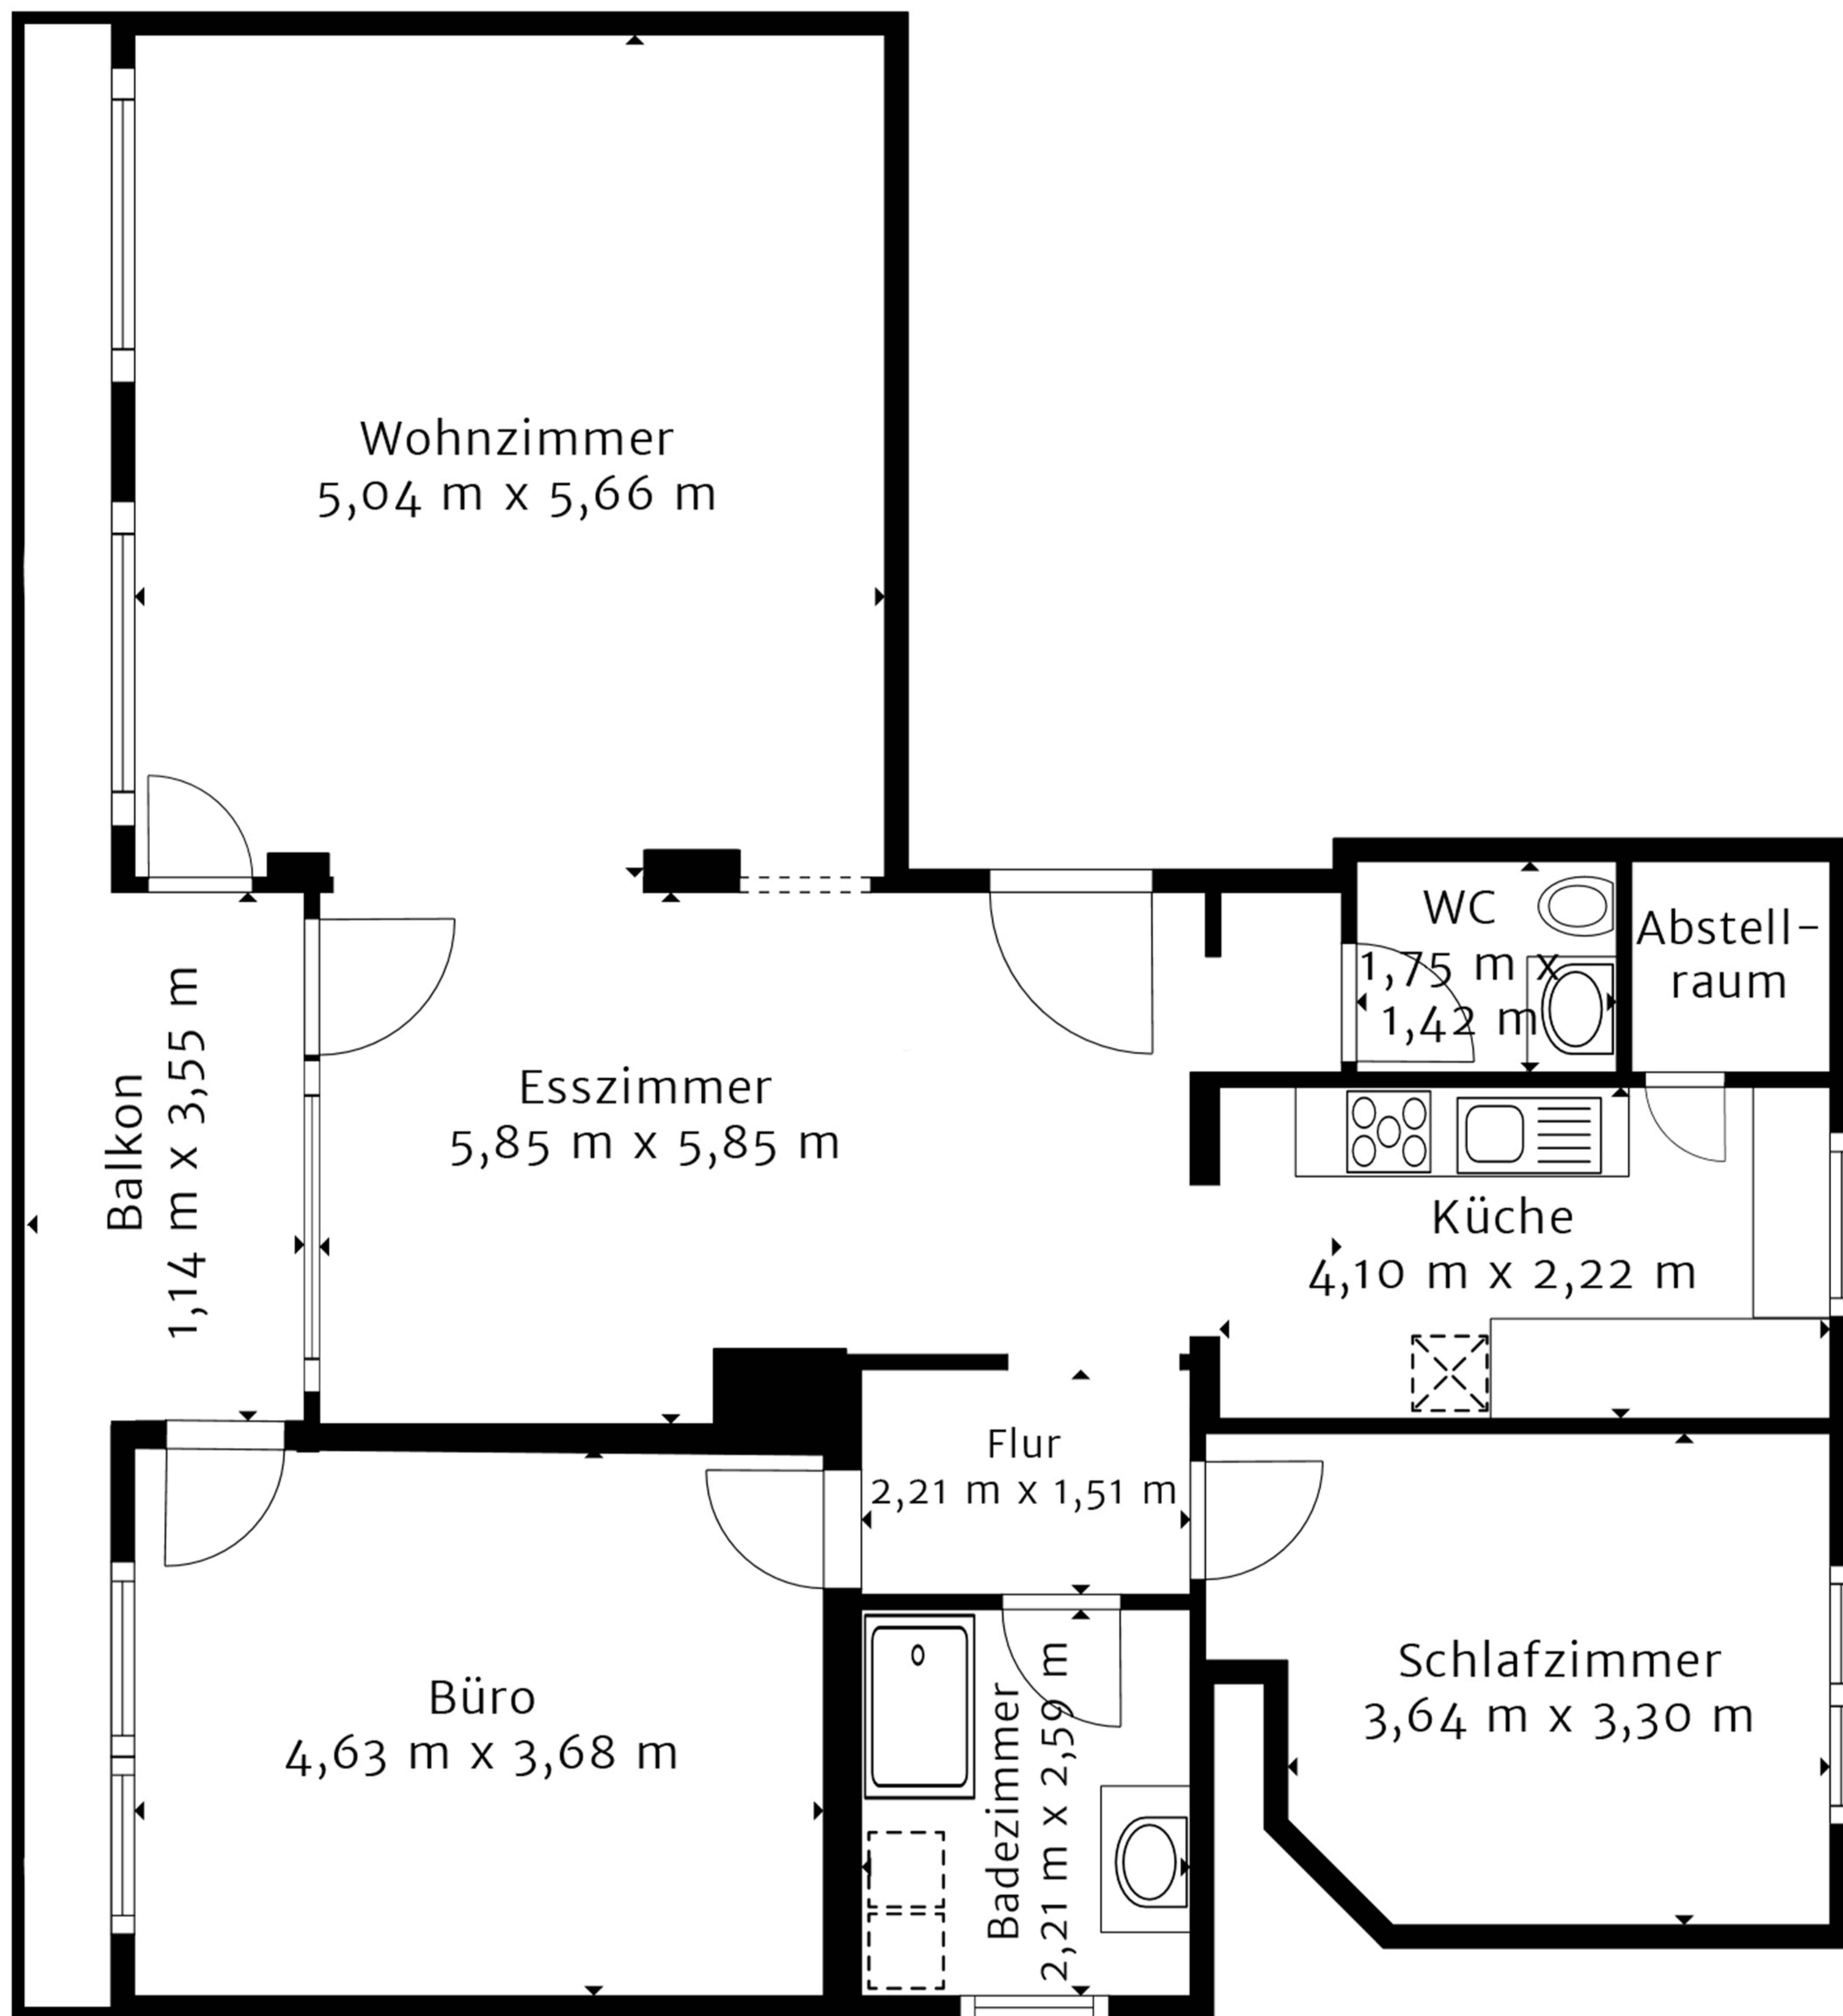 Wohnzimmer
5,04 m x 5,66 m
WC
1,75 m x
1,42 m
Abstell-
raum
Balkon
1,14 m x 3,55 m
Esszimmer
5,85 m x 5,85 m
Küche
4,10 m x 2,22 m
Flur
2,21 m x 1,51 m
Büro
4,63 m x 3,68 m
Badezimmer
2,21 m x 2,59 m
Schlafzimmer
3,64 m x 3,30 m